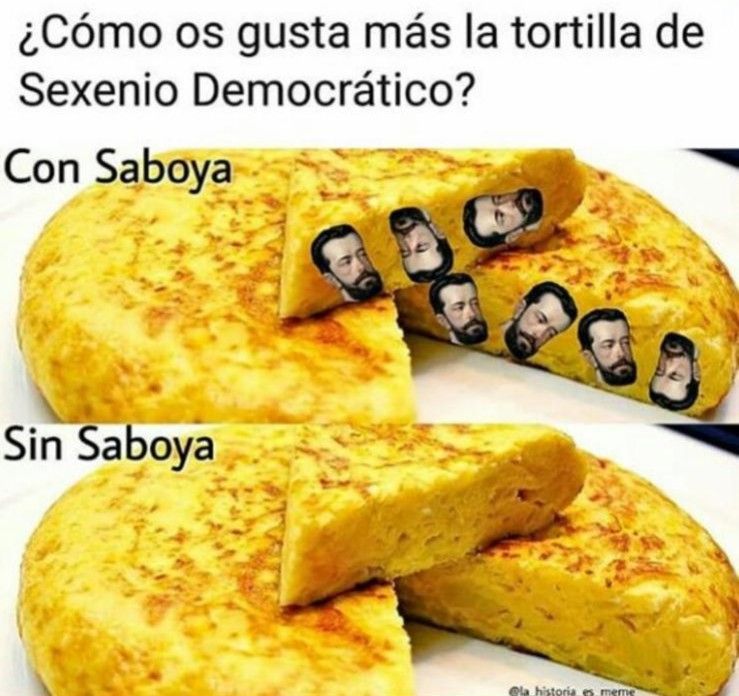 ¿Cómo os gusta más la tortilla de
Sexenio Democrático?
Con Saboya
Sin Saboya
@la_historia_es_meme